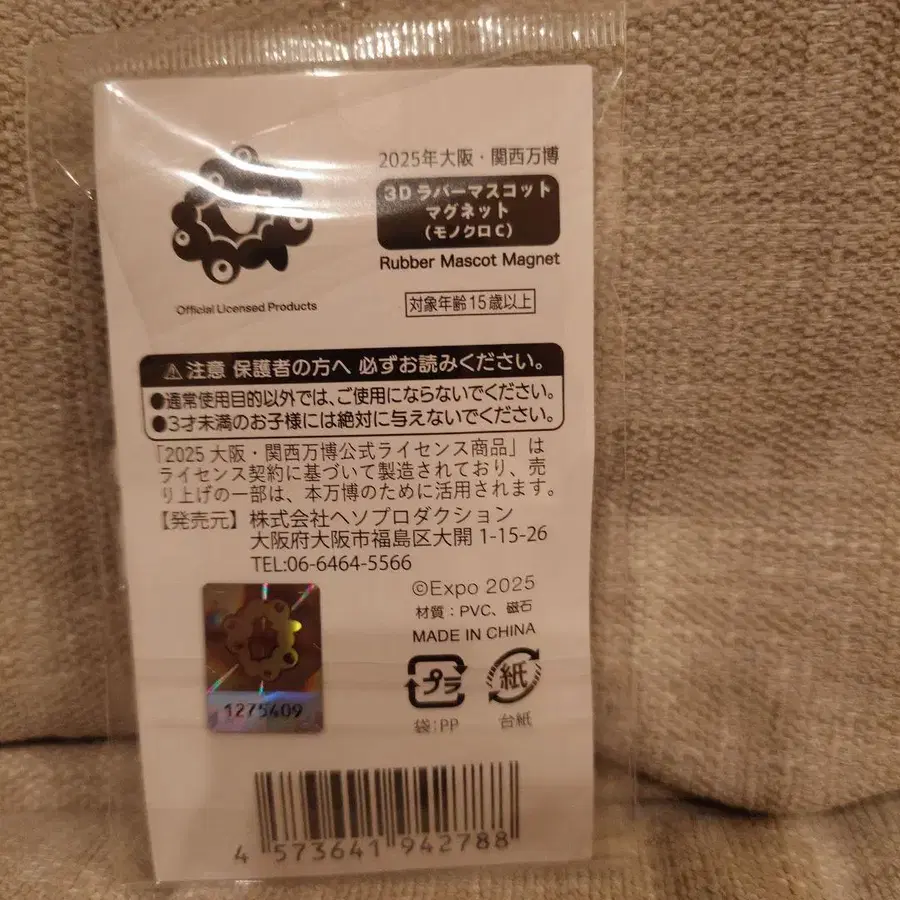 2025年大阪・関西万博
3Dラバーマスコット
マグネット
(モノクロC)
Rubber Mascot Magnet
Official Licensed Products
対象年齢15歳以上
⚠注意 保護者の方へ 必ずお読みください。
●通常使用目的以外では、ご使用にならないでください。
●3才未満のお子様には絶対に与えないでください。
「2025大阪・関西万博公式ライセンス商品」は
ライセンス契約に基づいて製造されており、売
り上げの一部は、本万博のために活用されます。
【発売元】株式会社ヘソプロダクション
大阪府大阪市福島区大開1-15-26
TEL:06-6464-5566
©Expo 2025
材質：PVC、磁石
MADE IN CHINA
プラ
紙
袋:PP
台紙
1275409
4 573641 942788